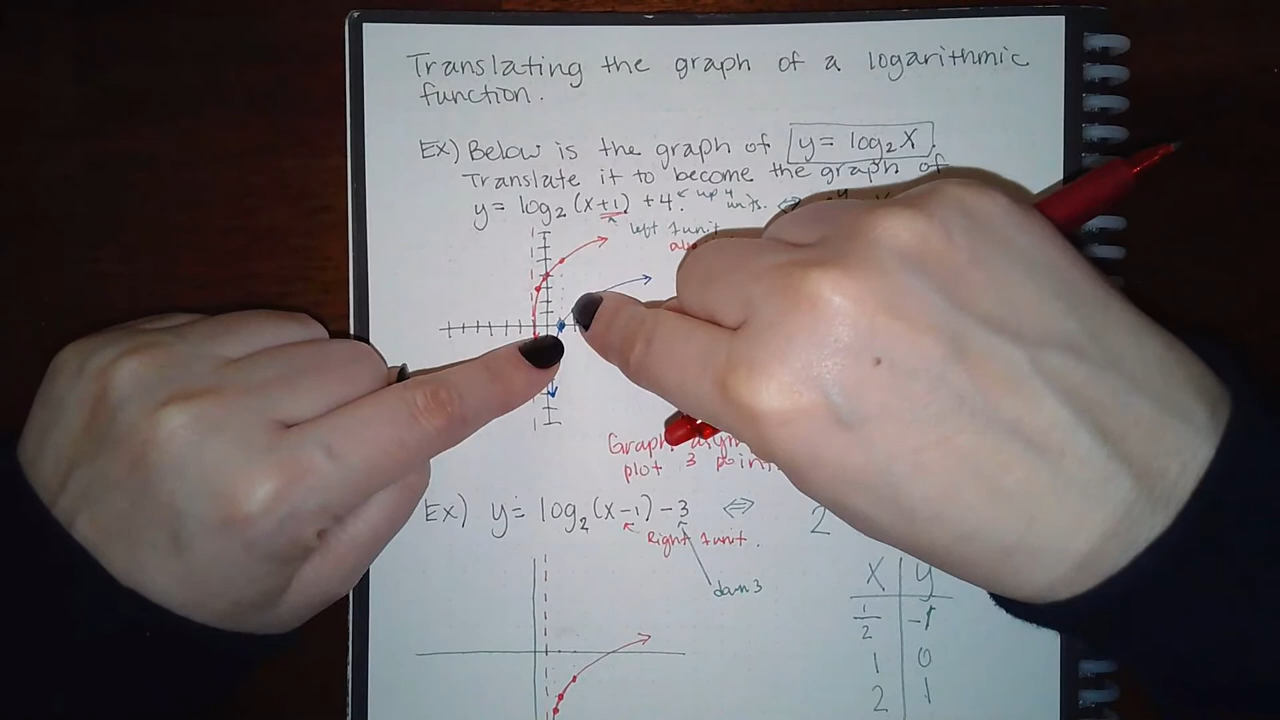 Translating the graph of a logarithmic
function.
Ex) Below is the graph of y = log₂X.
Translate it to become the graph of
y = log₂ (x+1) +4. up 4 units. ⇔
left 1 unit
Graph
plot 3 point
Ex) y = log₂(x-1) -3 ⇔ 2
Right 1 unit.
down 3
X y
1/2 -1
1 0
2 1